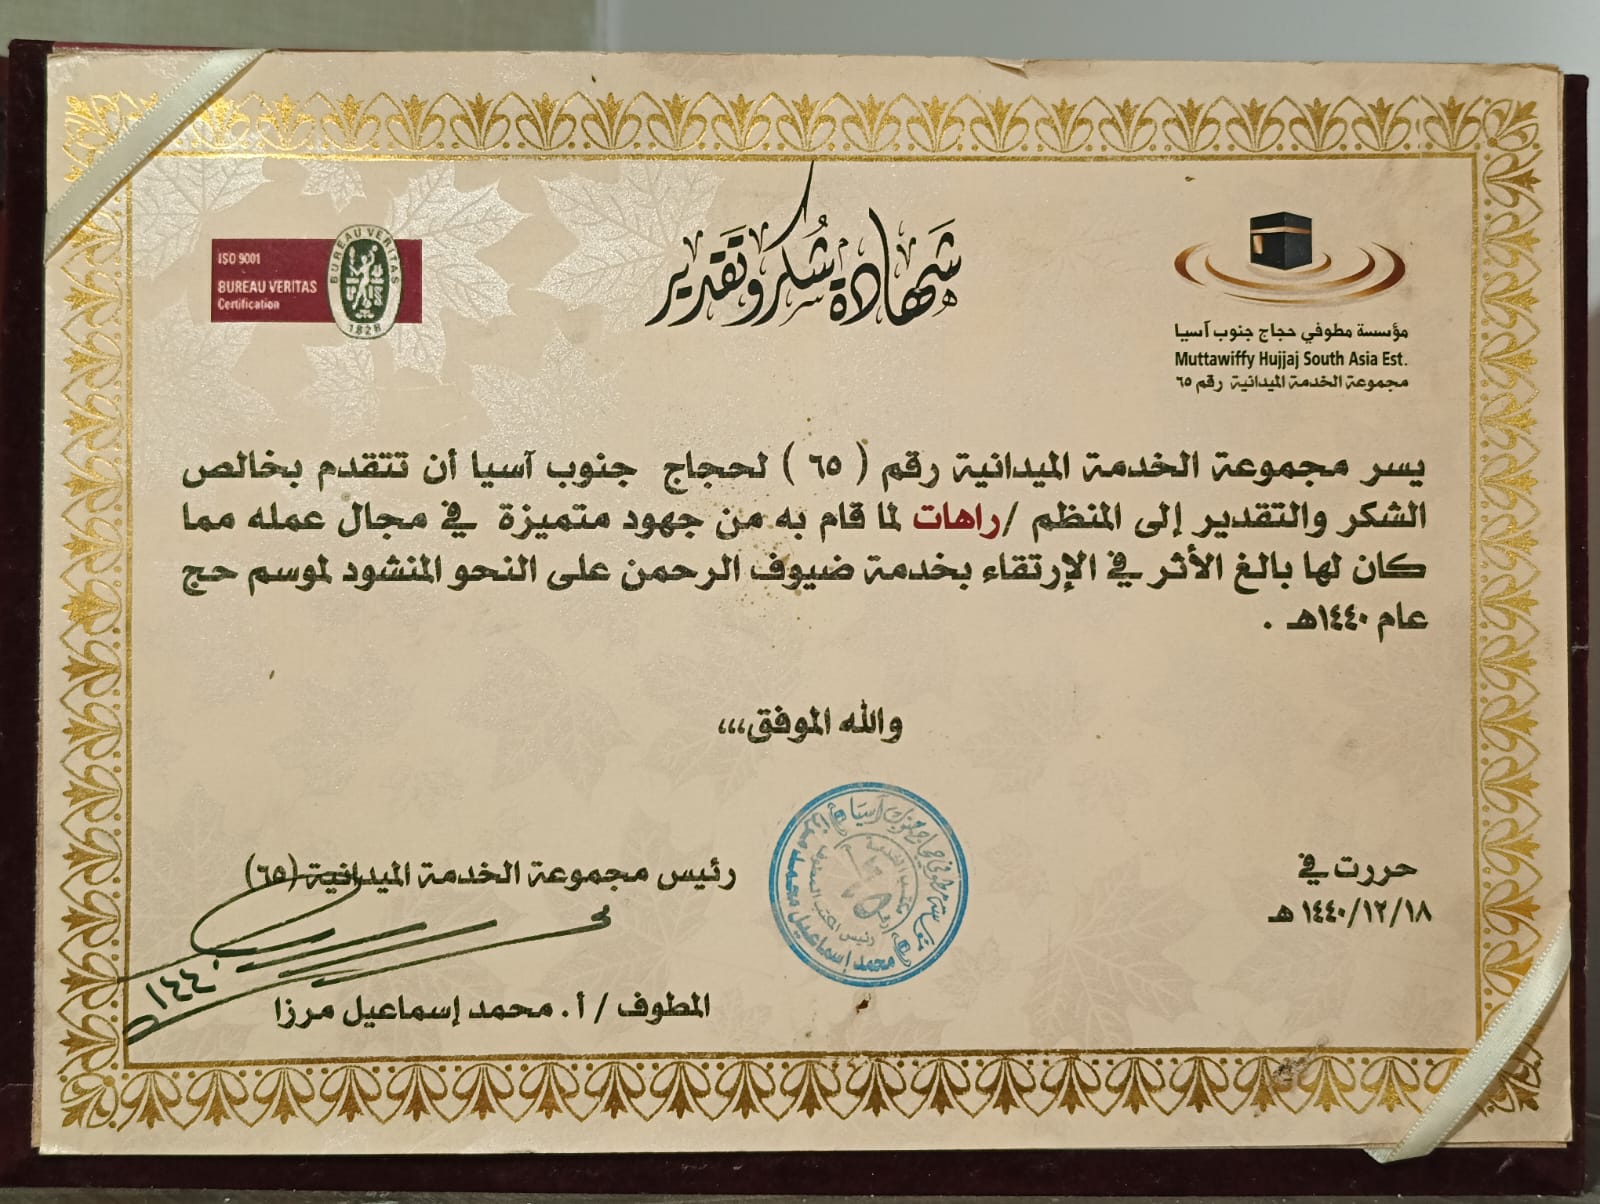 شهادة شكر وتقدير
ISO 9001
BUREAU VERITAS
Certification
BUREAU VERITAS
1828
مؤسسة مطوفي حجاج جنوب آسيا
Muttawiffy Hujjaj South Asia Est.
مجموعة الخدمة الميدانية رقم ٦٥
يسر مجموعة الخدمة الميدانية رقم ( ٦٥ ) لحجاج جنوب آسيا أن تتقدم بخالص
الشكر والتقدير إلى المنظم /راهات لما قام به من جهود متميزة في مجال عمله مما
كان لها بالغ الأثر في الإرتقاء بخدمة ضيوف الرحمن على النحو المنشود لموسم حج
عام ١٤٤٠هـ .
والله الموفق،،،
حررت في
١٤٤٠/١٢/١٨ هـ
رئيس مجموعة الخدمة الميدانية (٦٥)
١٤٤٠
المطوف / أ. محمد إسماعيل مرزا
محمد إسماعيل محمد
رئيس المكتب